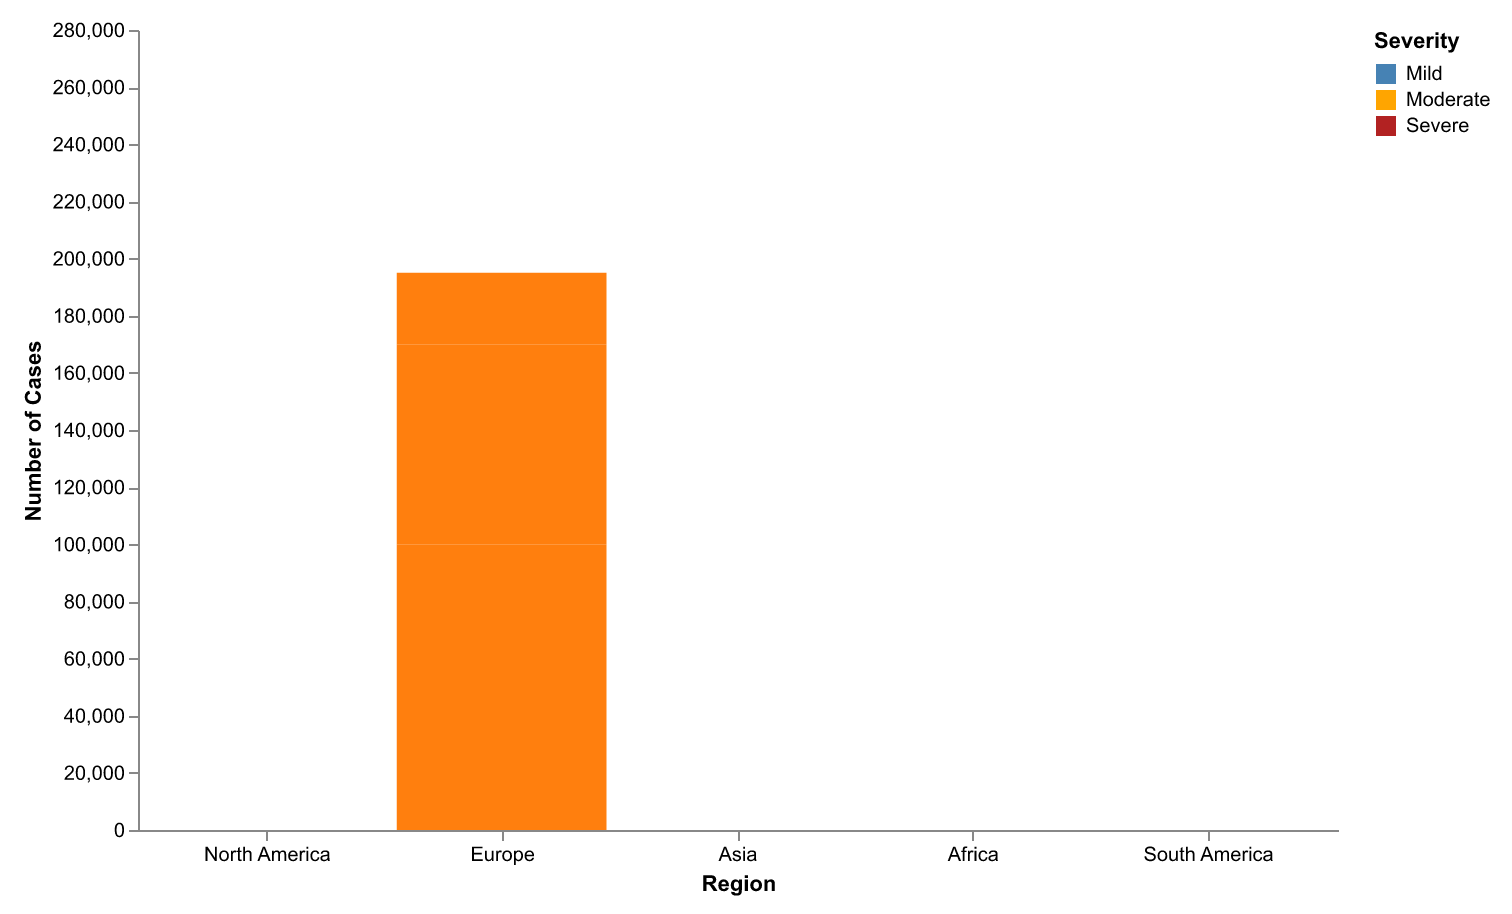 280,000
260,000
240,000
220,000
200,000
180,000
160,000
140,000
120,000
100,000
80,000
60,000
40,000
20,000
0
Number of Cases
North America
Europe
Asia
Africa
South America
Region
Severity
Mild
Moderate
Severe